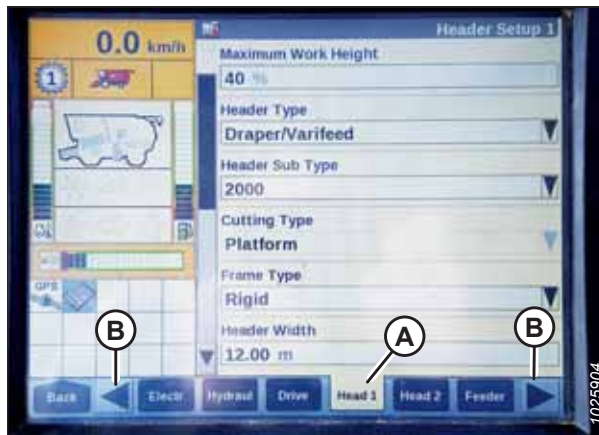 0.0 km/h
Header Setup 1
1
Maximum Work Height
40 %
Header Type
Draper/Varifeed
Header Sub Type
2000
Cutting Type
Platform
Frame Type
Rigid
GPS
Header Width
12.00 m
B
A
B
Back
Electr
Hydraul
Drive
Head 1
Head 2
Feeder
1025904